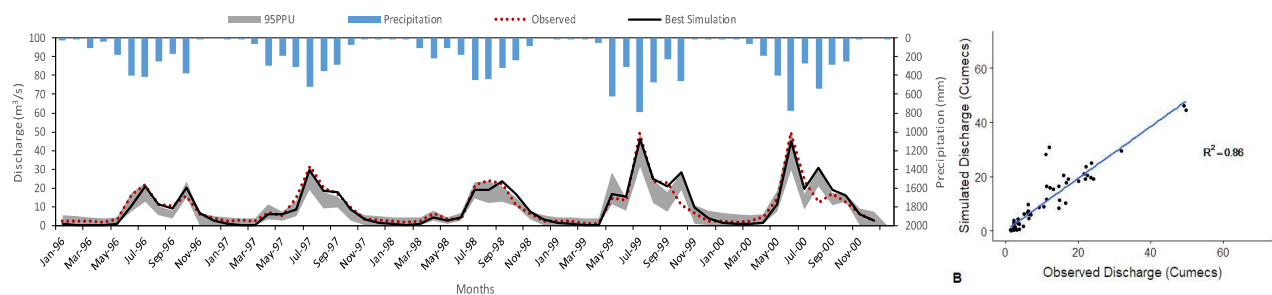 95PPU Precipitation Observed Best Simulation
Discharge (m³/s)
100
90
80
70
60
50
40
30
20
10
0
0
200
400
600
800
1000
1200
1400
1600
1800
2000
Precipitation (mm)
Jan-96 Mar-96 May-96 Jul-96 Sep-96 Nov-96 Jan-97 Mar-97 May-97 Jul-97 Sep-97 Nov-97 Jan-98 Mar-98 May-98 Jul-98 Sep-98 Nov-98 Jan-99 Mar-99 May-99 Jul-99 Sep-99 Nov-99 Jan-00 Mar-00 May-00 Jul-00 Sep-00 Nov-00
Months
Simulated Discharge (Cumecs)
60
40
20
0
R² = 0.86
0 20 40 60
B
Observed Discharge (Cumecs)